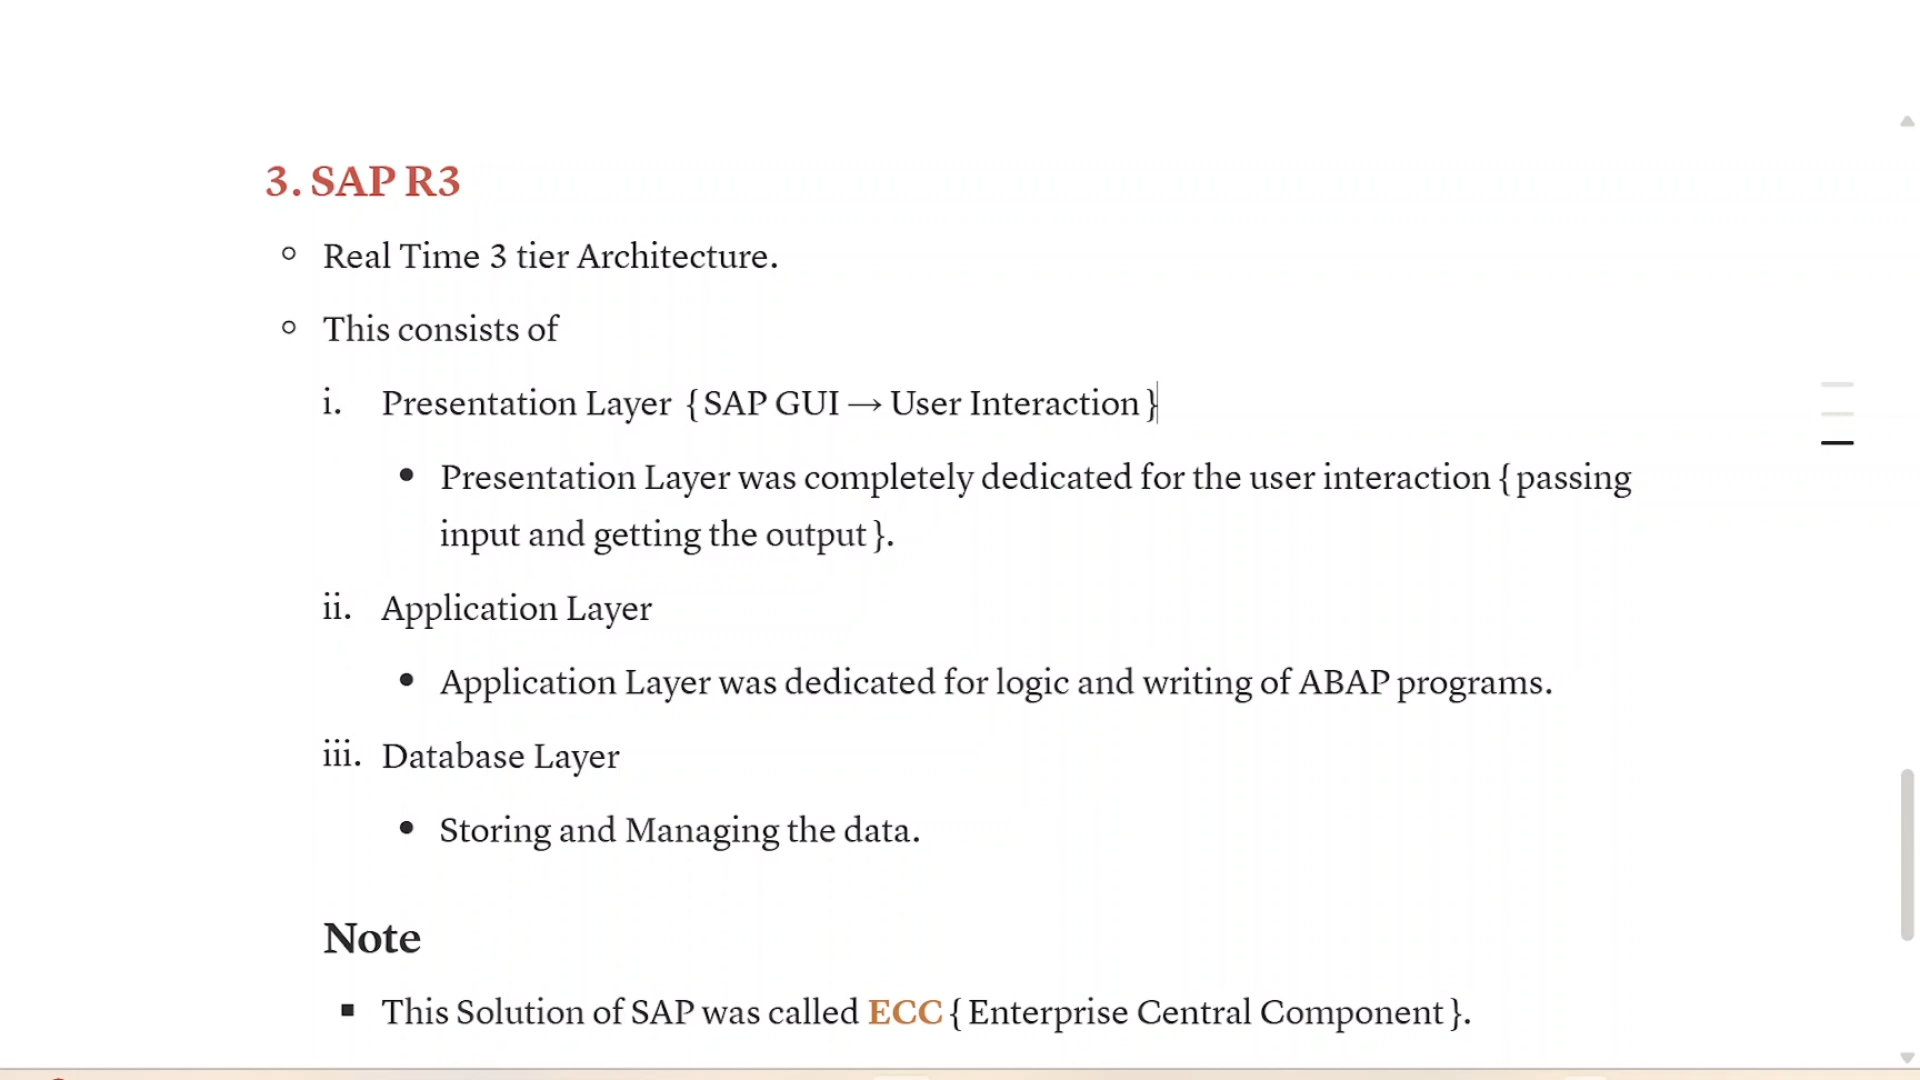 3. SAP R3
○ Real Time 3 tier Architecture.
○ This consists of
i. Presentation Layer {SAP GUI → User Interaction}
• Presentation Layer was completely dedicated for the user interaction {passing
input and getting the output}.
ii. Application Layer
• Application Layer was dedicated for logic and writing of ABAP programs.
iii. Database Layer
• Storing and Managing the data.
Note
▪ This Solution of SAP was called ECC {Enterprise Central Component}.